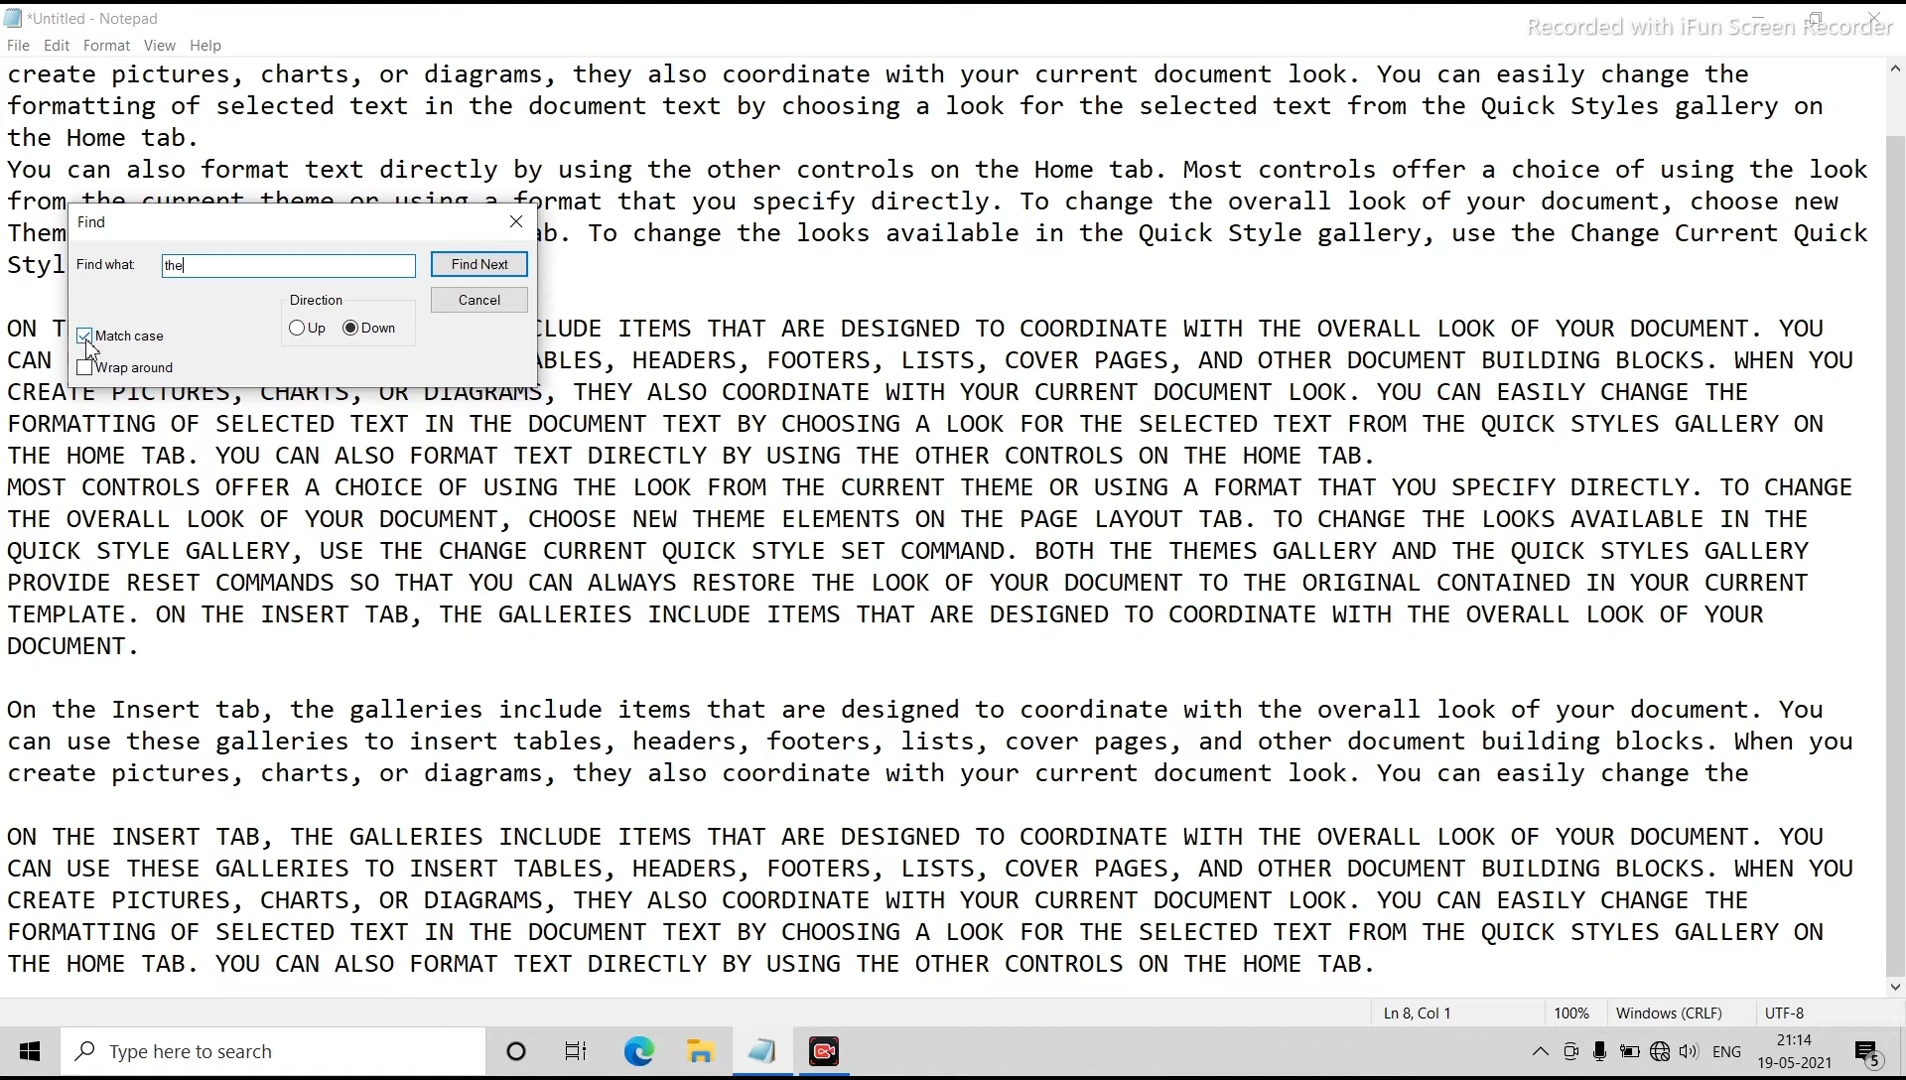 *Untitled - Notepad
Recorded with iFun Screen Recorder
File Edit Format View Help
create pictures, charts, or diagrams, they also coordinate with your current document look. You can easily change the
formatting of selected text in the document text by choosing a look for the selected text from the Quick Styles gallery on
the Home tab.
You can also format text directly by using the other controls on the Home tab. Most controls offer a choice of using the look
from the current theme or using a format that you specify directly. To change the overall look of your document, choose new
Them ab. To change the looks available in the Quick Style gallery, use the Change Current Quick
Styl
Find
Find what: the Find Next
Direction Cancel
Up Down
Match case
Wrap around
ON T CLUDE ITEMS THAT ARE DESIGNED TO COORDINATE WITH THE OVERALL LOOK OF YOUR DOCUMENT. YOU
CAN ABLES, HEADERS, FOOTERS, LISTS, COVER PAGES, AND OTHER DOCUMENT BUILDING BLOCKS. WHEN YOU
CREATE PICTURES, CHARTS, OR DIAGRAMS, THEY ALSO COORDINATE WITH YOUR CURRENT DOCUMENT LOOK. YOU CAN EASILY CHANGE THE
FORMATTING OF SELECTED TEXT IN THE DOCUMENT TEXT BY CHOOSING A LOOK FOR THE SELECTED TEXT FROM THE QUICK STYLES GALLERY ON
THE HOME TAB. YOU CAN ALSO FORMAT TEXT DIRECTLY BY USING THE OTHER CONTROLS ON THE HOME TAB.
MOST CONTROLS OFFER A CHOICE OF USING THE LOOK FROM THE CURRENT THEME OR USING A FORMAT THAT YOU SPECIFY DIRECTLY. TO CHANGE
THE OVERALL LOOK OF YOUR DOCUMENT, CHOOSE NEW THEME ELEMENTS ON THE PAGE LAYOUT TAB. TO CHANGE THE LOOKS AVAILABLE IN THE
QUICK STYLE GALLERY, USE THE CHANGE CURRENT QUICK STYLE SET COMMAND. BOTH THE THEMES GALLERY AND THE QUICK STYLES GALLERY
PROVIDE RESET COMMANDS SO THAT YOU CAN ALWAYS RESTORE THE LOOK OF YOUR DOCUMENT TO THE ORIGINAL CONTAINED IN YOUR CURRENT
TEMPLATE. ON THE INSERT TAB, THE GALLERIES INCLUDE ITEMS THAT ARE DESIGNED TO COORDINATE WITH THE OVERALL LOOK OF YOUR
DOCUMENT.
On the Insert tab, the galleries include items that are designed to coordinate with the overall look of your document. You
can use these galleries to insert tables, headers, footers, lists, cover pages, and other document building blocks. When you
create pictures, charts, or diagrams, they also coordinate with your current document look. You can easily change the
ON THE INSERT TAB, THE GALLERIES INCLUDE ITEMS THAT ARE DESIGNED TO COORDINATE WITH THE OVERALL LOOK OF YOUR DOCUMENT. YOU
CAN USE THESE GALLERIES TO INSERT TABLES, HEADERS, FOOTERS, LISTS, COVER PAGES, AND OTHER DOCUMENT BUILDING BLOCKS. WHEN YOU
CREATE PICTURES, CHARTS, OR DIAGRAMS, THEY ALSO COORDINATE WITH YOUR CURRENT DOCUMENT LOOK. YOU CAN EASILY CHANGE THE
FORMATTING OF SELECTED TEXT IN THE DOCUMENT TEXT BY CHOOSING A LOOK FOR THE SELECTED TEXT FROM THE QUICK STYLES GALLERY ON
THE HOME TAB. YOU CAN ALSO FORMAT TEXT DIRECTLY BY USING THE OTHER CONTROLS ON THE HOME TAB.
Ln 8, Col 1 100% Windows (CRLF) UTF-8
Type here to search
ENG
21:14
19-05-2021
5